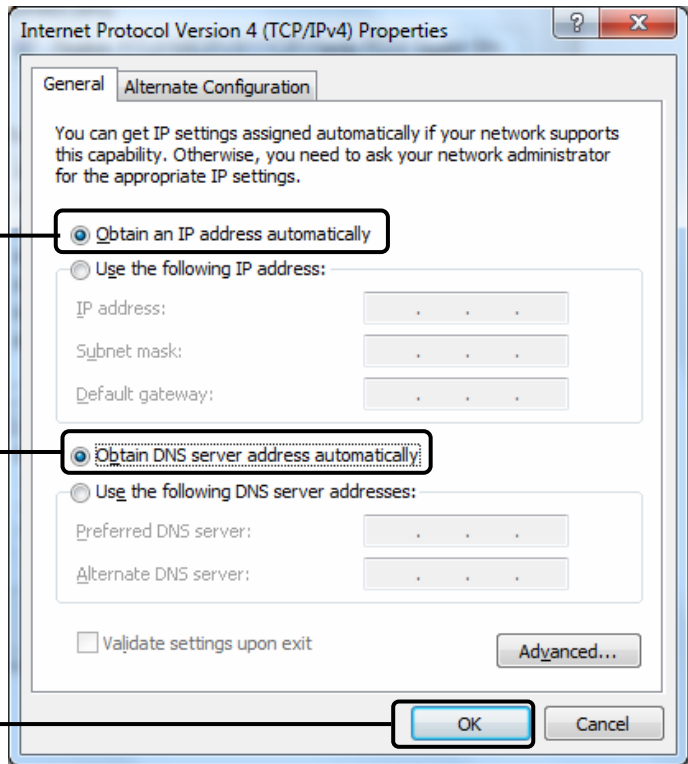 Internet Protocol Version 4 (TCP/IPv4) Properties
General Alternate Configuration
You can get IP settings assigned automatically if your network supports
this capability. Otherwise, you need to ask your network administrator
for the appropriate IP settings.
Obtain an IP address automatically
Use the following IP address:
IP address:
Subnet mask:
Default gateway:
Obtain DNS server address automatically
Use the following DNS server addresses:
Preferred DNS server:
Alternate DNS server:
Validate settings upon exit
Advanced...
OK Cancel